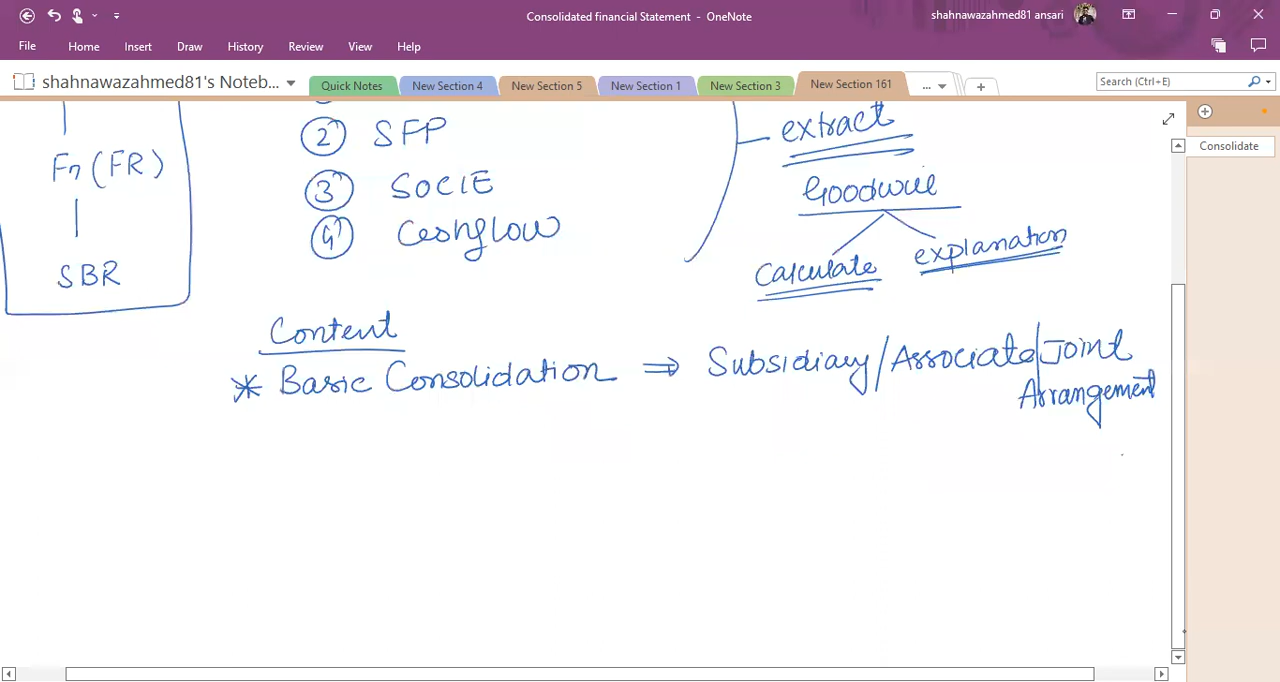 Consolidated financial Statement - OneNote
shahnawazahmed81 ansari
File Home Insert Draw History Review View Help
shahnawazahmed81's Noteb...
Quick Notes New Section 4 New Section 5 New Section 1 New Section 3 New Section 161 ...
Search (Ctrl+E)
Consolidate
Fn (FR)
SBR
2 SFP
3 SOCIE
4 Cashflow
extract
Goodwill
Calculate explanation
Content
* Basic Consolidation ⇒ Subsidiary/Associate/Joint
Arrangement